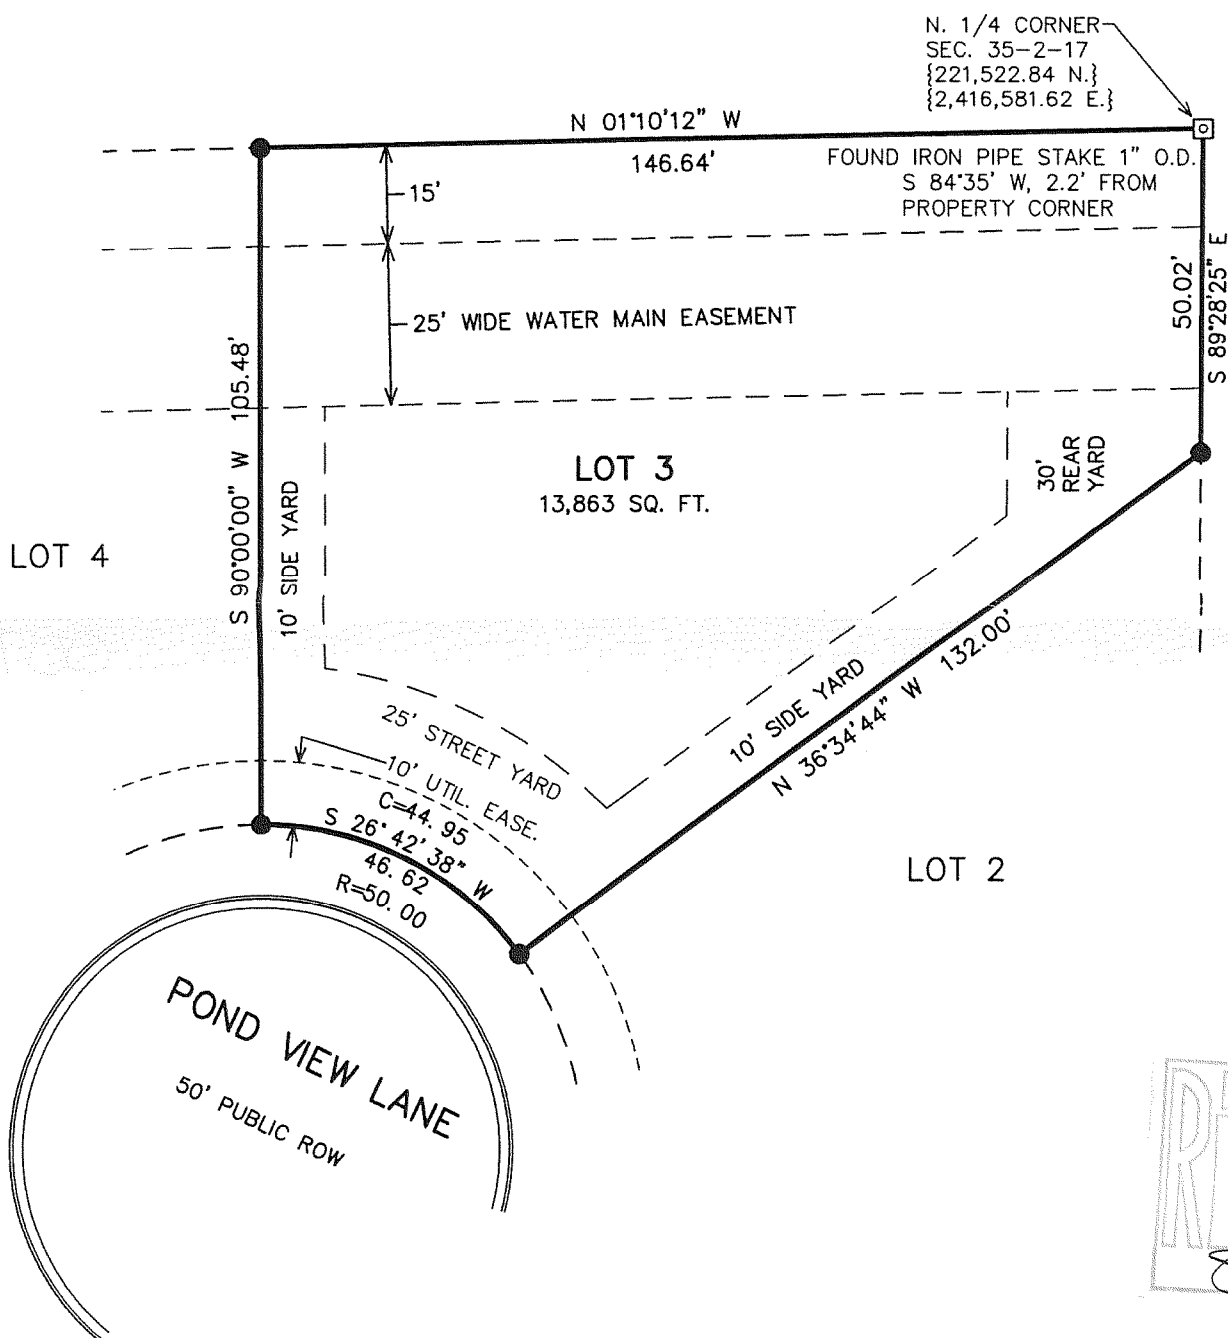 N. 1/4 CORNER
SEC. 35-2-17
{221,522.84 N.}
{2,416,581.62 E.}
N 01°10'12" W
146.64'
FOUND IRON PIPE STAKE 1" O.D.
S 84°35' W, 2.2' FROM
PROPERTY CORNER
15'
50.02'
S 89°28'25" E
25' WIDE WATER MAIN EASEMENT
S 90°00'00" W 105.48'
10' SIDE YARD
LOT 3
13,863 SQ. FT.
30'
REAR
YARD
LOT 4
10' SIDE YARD
N 36°34'44" W 132.00'
25' STREET YARD
10' UTIL. EASE.
C=44.95
S 26°42'38" W
46.62
R=50.00
LOT 2
POND VIEW LANE
50' PUBLIC ROW